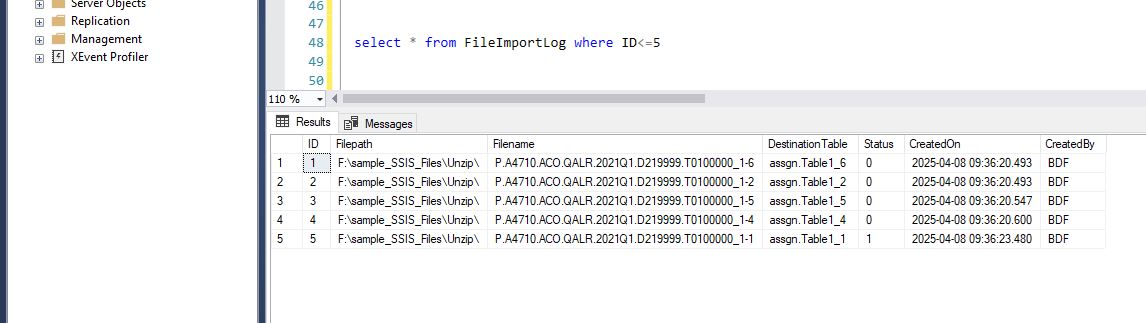 Server Objects
Replication
Management
XEvent Profiler
46
47
48 select * from FileImportLog where ID<=5
49
50
110 %
Results Messages
ID Filepath Filename DestinationTable Status CreatedOn CreatedBy
1 1 F:\sample_SSIS_Files\Unzip\ P.A4710.ACO.QALR.2021Q1.D219999.T0100000_1-6 assgn.Table1_6 0 2025-04-08 09:36:20.493 BDF
2 2 F:\sample_SSIS_Files\Unzip\ P.A4710.ACO.QALR.2021Q1.D219999.T0100000_1-2 assgn.Table1_2 0 2025-04-08 09:36:20.493 BDF
3 3 F:\sample_SSIS_Files\Unzip\ P.A4710.ACO.QALR.2021Q1.D219999.T0100000_1-5 assgn.Table1_5 0 2025-04-08 09:36:20.547 BDF
4 4 F:\sample_SSIS_Files\Unzip\ P.A4710.ACO.QALR.2021Q1.D219999.T0100000_1-4 assgn.Table1_4 0 2025-04-08 09:36:20.600 BDF
5 5 F:\sample_SSIS_Files\Unzip\ P.A4710.ACO.QALR.2021Q1.D219999.T0100000_1-1 assgn.Table1_1 1 2025-04-08 09:36:23.480 BDF